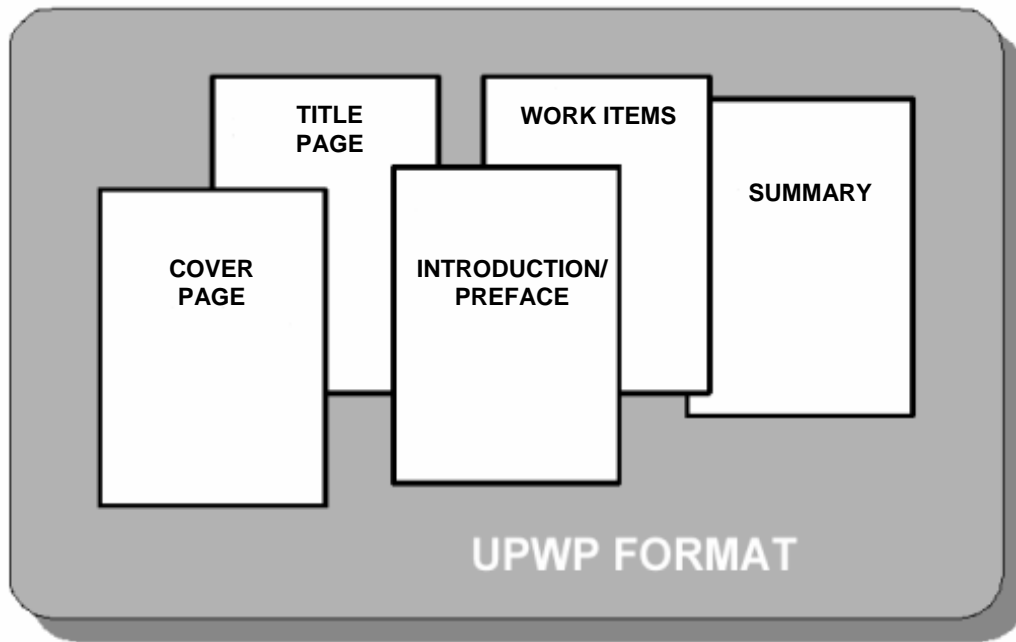 COVER
PAGE
TITLE
PAGE
INTRODUCTION/
PREFACE
WORK ITEMS
SUMMARY
UPWP FORMAT